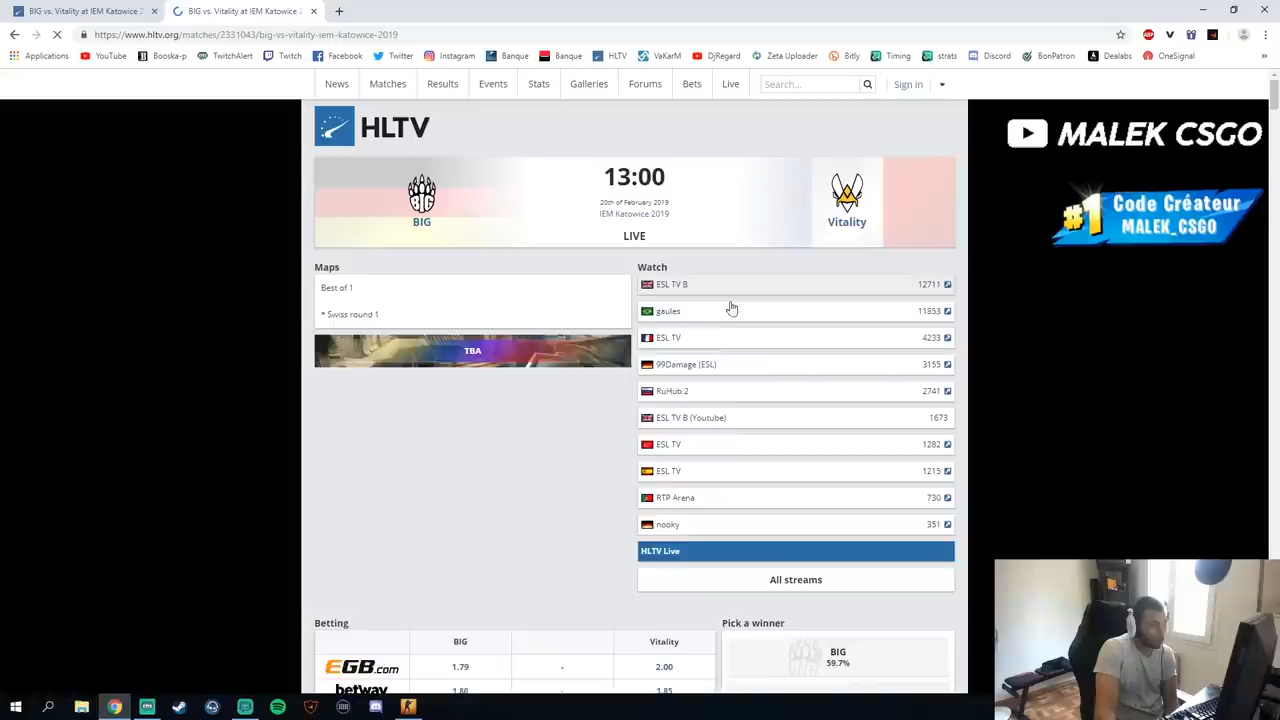 BIG vs. Vitality at IEM Katowice 2
BIG vs. Vitality at IEM Katowice
https://www.hltv.org/matches/2331043/big-vs-vitality-iem-katowice-2019
Applications YouTube Booska-p TwitchAlert Twitch Facebook Twitter Instagram Banque Banque HLTV VaKarM DjRegard Zeta Uploader Bitly Timing strats Discord BonPatron Dealabs OneSignal
News Matches Results Events Stats Galleries Forums Bets Live Search... Sign in
HLTV
MALEK CSGO
#1 Code Créateur
MALEK_CSGO
13:00
20th of February 2019
IEM Katowice 2019
LIVE
BIG
BIG
Vitality
Maps
Best of 1
* Swiss round 1
TBA
Watch
ESL TV B 12711
gaules 11853
ESL TV 4233
99Damage (ESL) 3155
RuHub 2 2741
ESL TV B (Youtube) 1673
ESL TV 1282
ESL TV 1215
RTP Arena 730
nooky 351
HLTV Live
All streams
Betting
BIG Vitality
EGB.com 1.79 - 2.00
betway 1.80 - 1.85
Pick a winner
BIG
59.7%